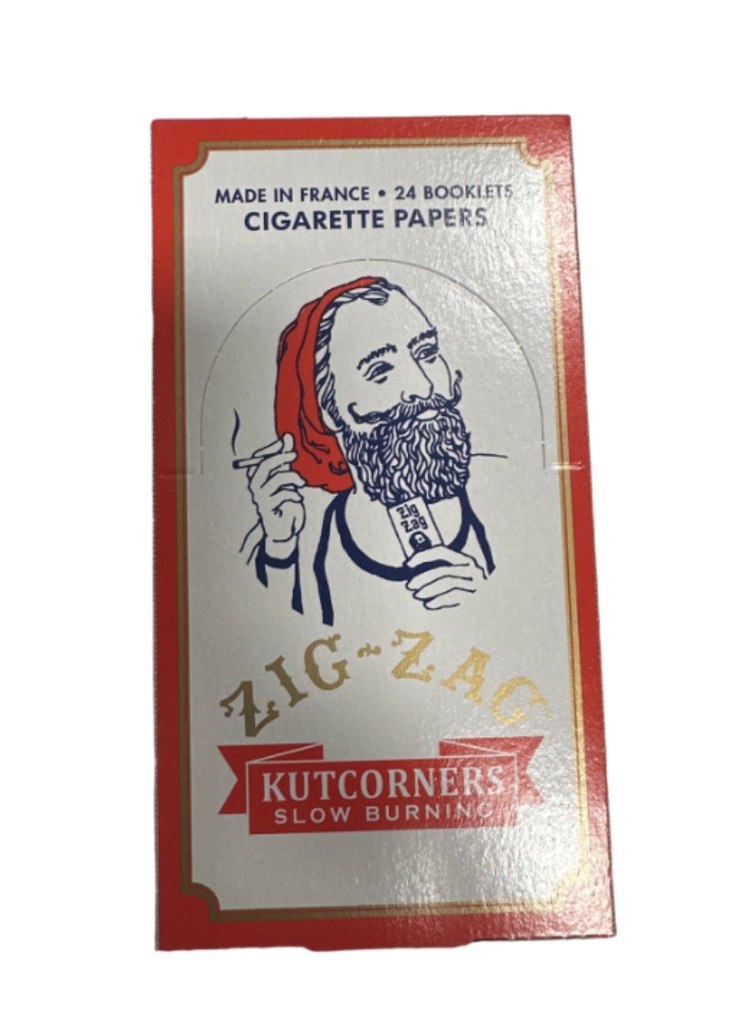 MADE IN FRANCE • 24 BOOKLETS
CIGARETTE PAPERS
Zig
Zag
ZIG-ZAG
KUTCORNERS
SLOW BURNING